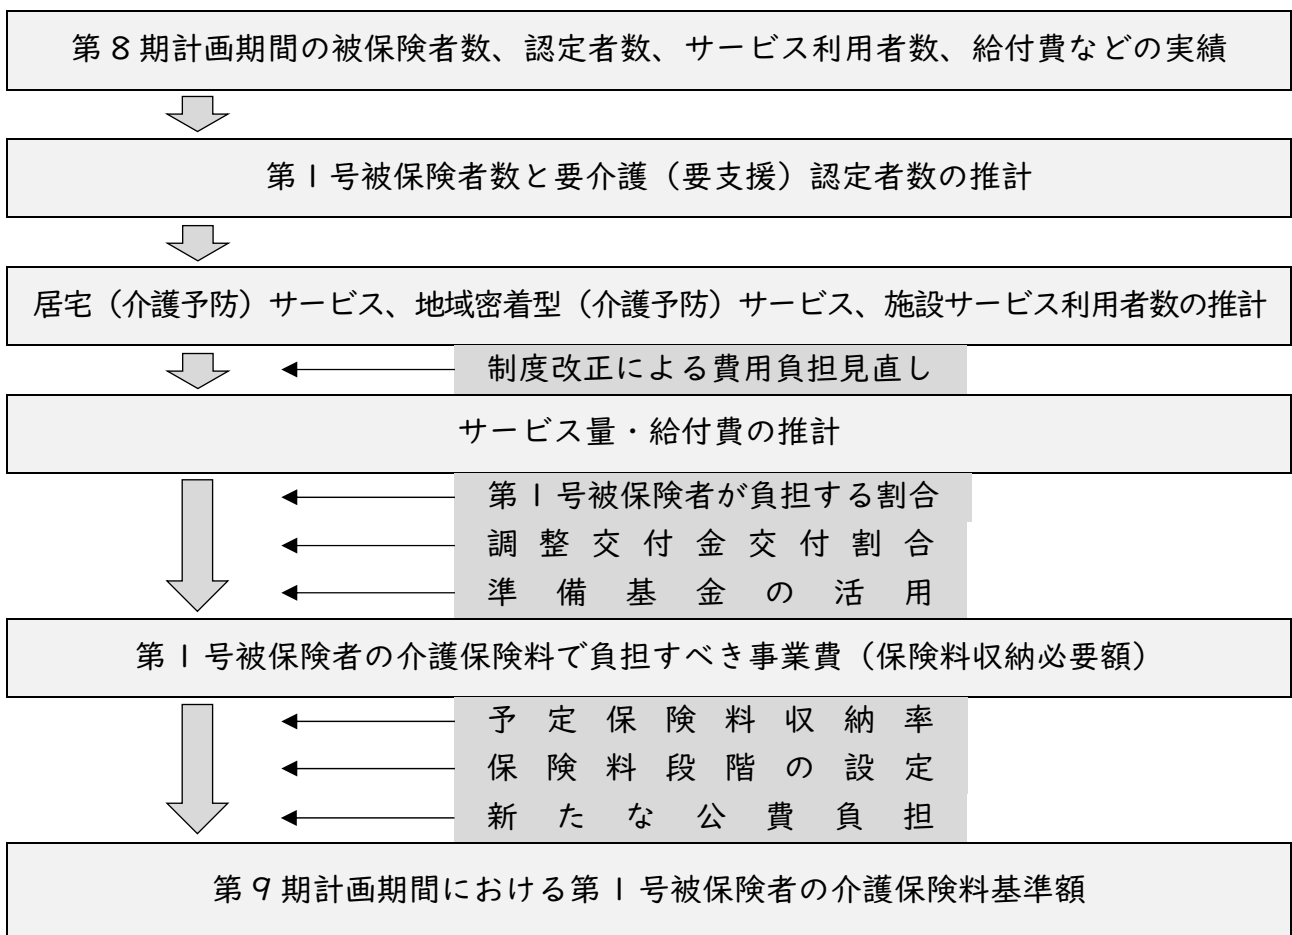 第8期計画期間の被保険者数、認定者数、サービス利用者数、給付費などの実績
第1号被保険者数と要介護（要支援）認定者数の推計
居宅（介護予防）サービス、地域密着型（介護予防）サービス、施設サービス利用者数の推計
制度改正による費用負担見直し
サービス量・給付費の推計
第1号被保険者が負担する割合
調整交付金交付割合
準備基金の活用
第1号被保険者の介護保険料で負担すべき事業費（保険料収納必要額）
予定保険料収納率
保険料段階の設定
新たな公費負担
第9期計画期間における第1号被保険者の介護保険料基準額